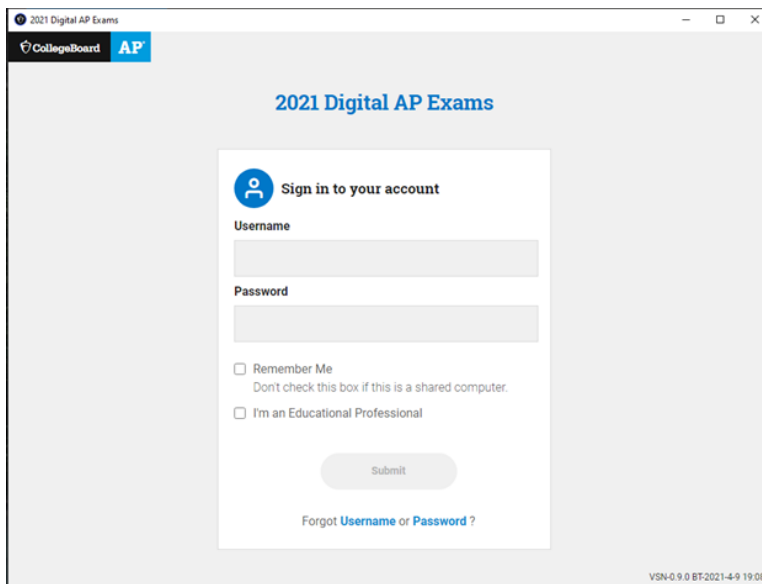 2021 Digital AP Exams
CollegeBoard AP
2021 Digital AP Exams
Sign in to your account
Username
Password
Remember Me
Don't check this box if this is a shared computer.
I'm an Educational Professional
Submit
Forgot Username or Password ?
VSN-0.9.0 BT-2021-4-9 19:08